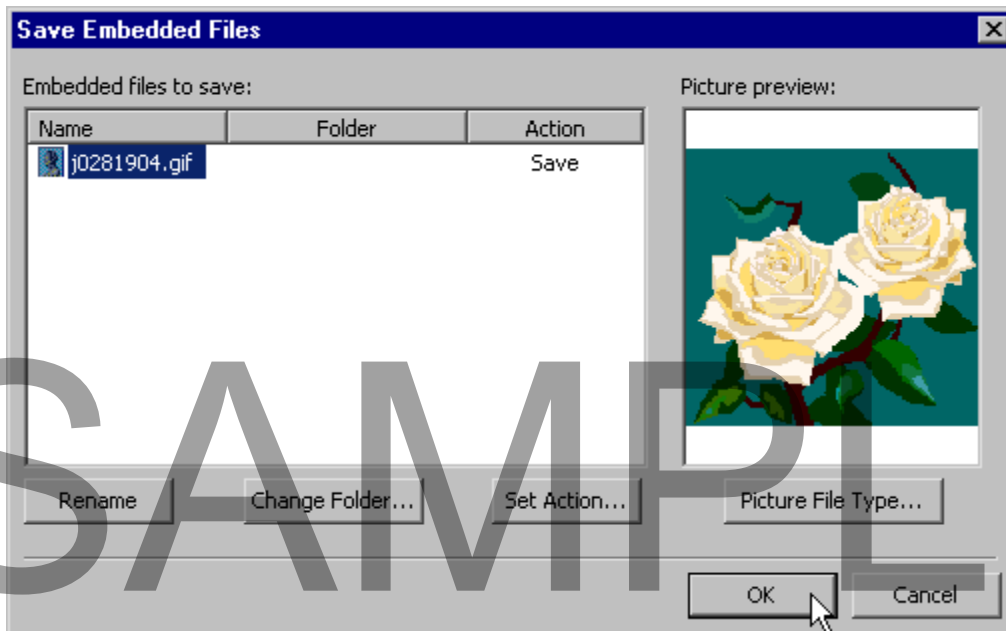 Save Embedded Files
Embedded files to save:
Picture preview:
Name Folder Action
j0281904.gif Save
Rename Change Folder... Set Action... Picture File Type...
OK Cancel
SAMPL